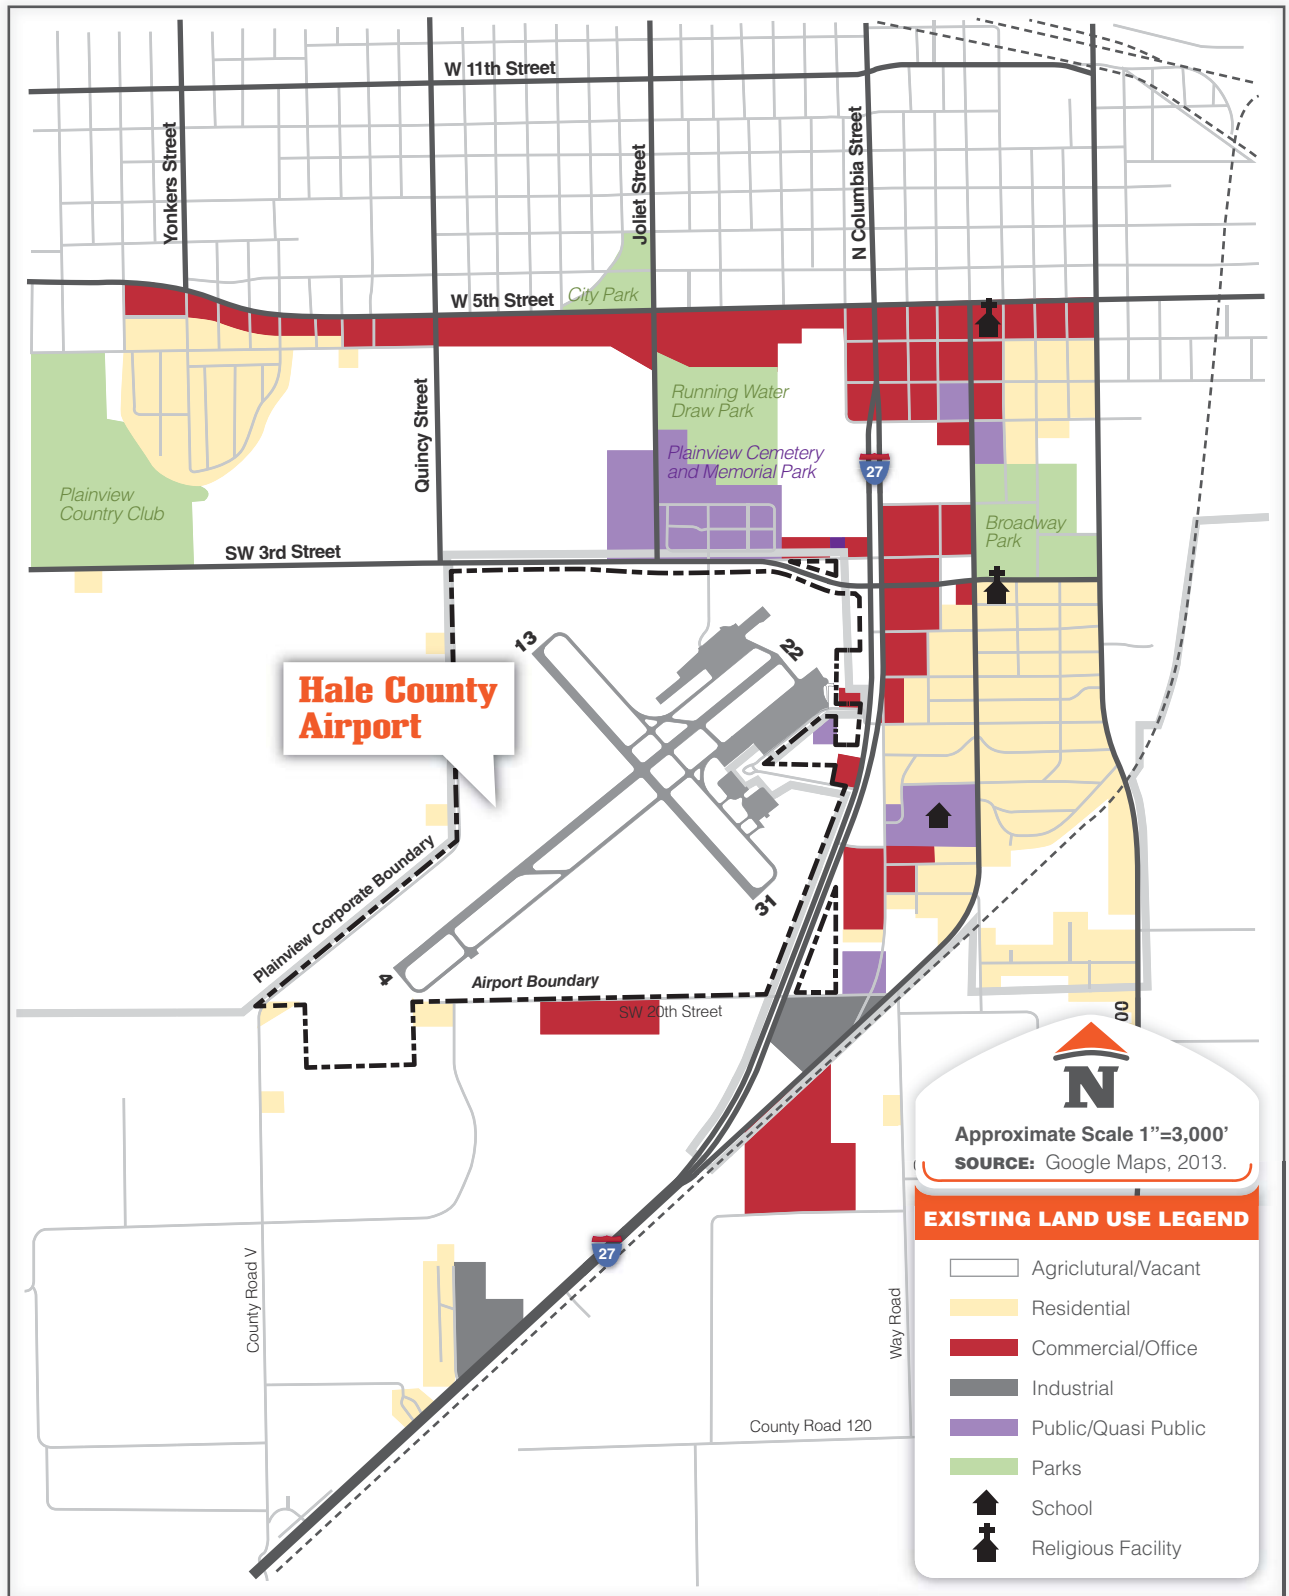 W 11th Street
Yonkers Street
Joliet Street
N Columbia Street
W 5th Street
City Park
Running Water
Draw Park
Quincy Street
Plainview Cemetery
and Memorial Park
27
Plainview
Country Club
Broadway
Park
SW 3rd Street
13
22
Hale County
Airport
Plainview Corporate Boundary
31
4
Airport Boundary
SW 20th Street
00
N
Approximate Scale 1”=3,000’
SOURCE: Google Maps, 2013.
EXISTING LAND USE LEGEND
Agriclutural/Vacant
Residential
Commercial/Office
Industrial
Public/Quasi Public
Parks
School
Religious Facility
27
County Road V
Way Road
County Road 120